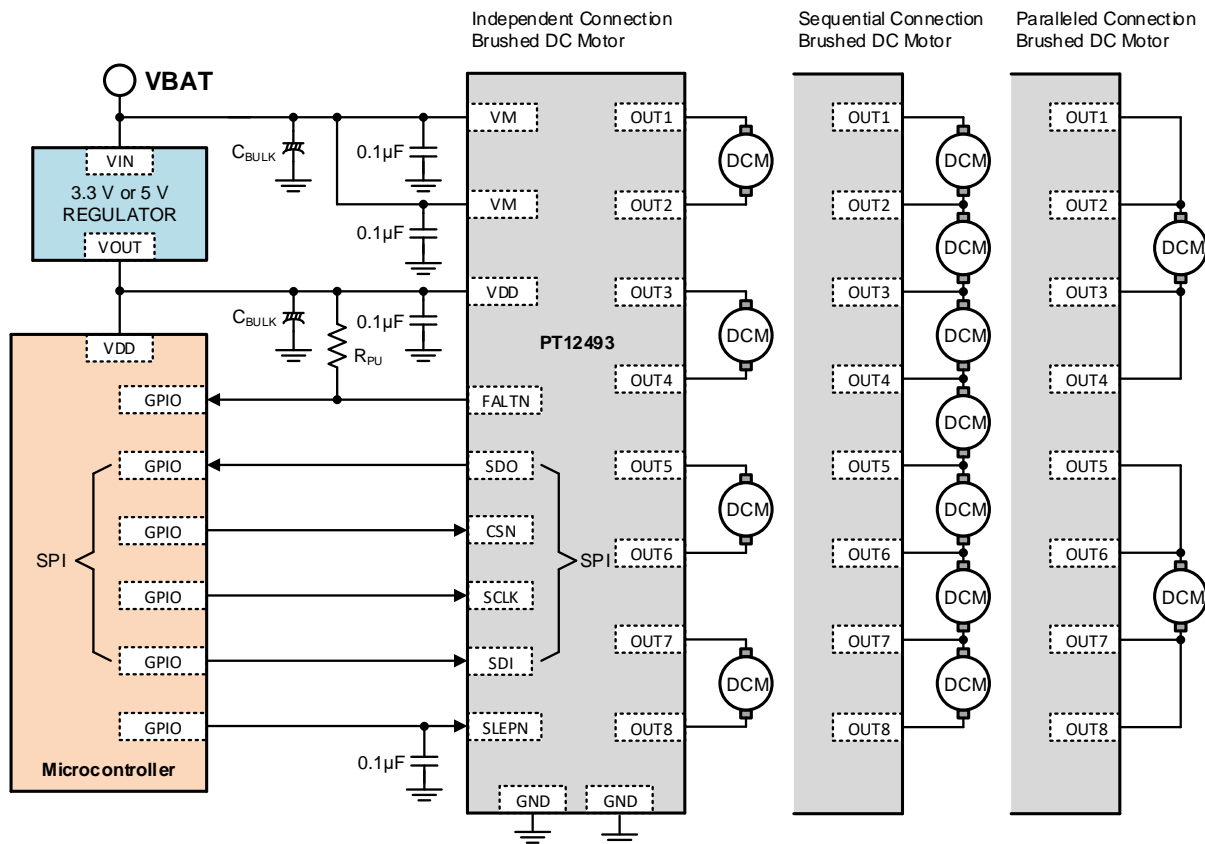 Independent Connection
Brushed DC Motor
Sequential Connection
Brushed DC Motor
Paralleled Connection
Brushed DC Motor
VBAT
VIN
3.3 V or 5 V
REGULATOR
VOUT
CBULK
0.1µF
0.1µF
CBULK
0.1µF
RPU
VDD
GPIO
GPIO
GPIO
GPIO
GPIO
GPIO
SPI
Microcontroller
0.1µF
VM
VM
VDD
PT12493
FALTN
SDO
CSN
SCLK
SDI
SPI
SLEPN
GND
GND
OUT1
OUT2
OUT3
OUT4
OUT5
OUT6
OUT7
OUT8
DCM
DCM
DCM
DCM
OUT1
OUT2
OUT3
OUT4
OUT5
OUT6
OUT7
OUT8
DCM
DCM
DCM
DCM
DCM
DCM
DCM
OUT1
OUT2
OUT3
OUT4
OUT5
OUT6
OUT7
OUT8
DCM
DCM